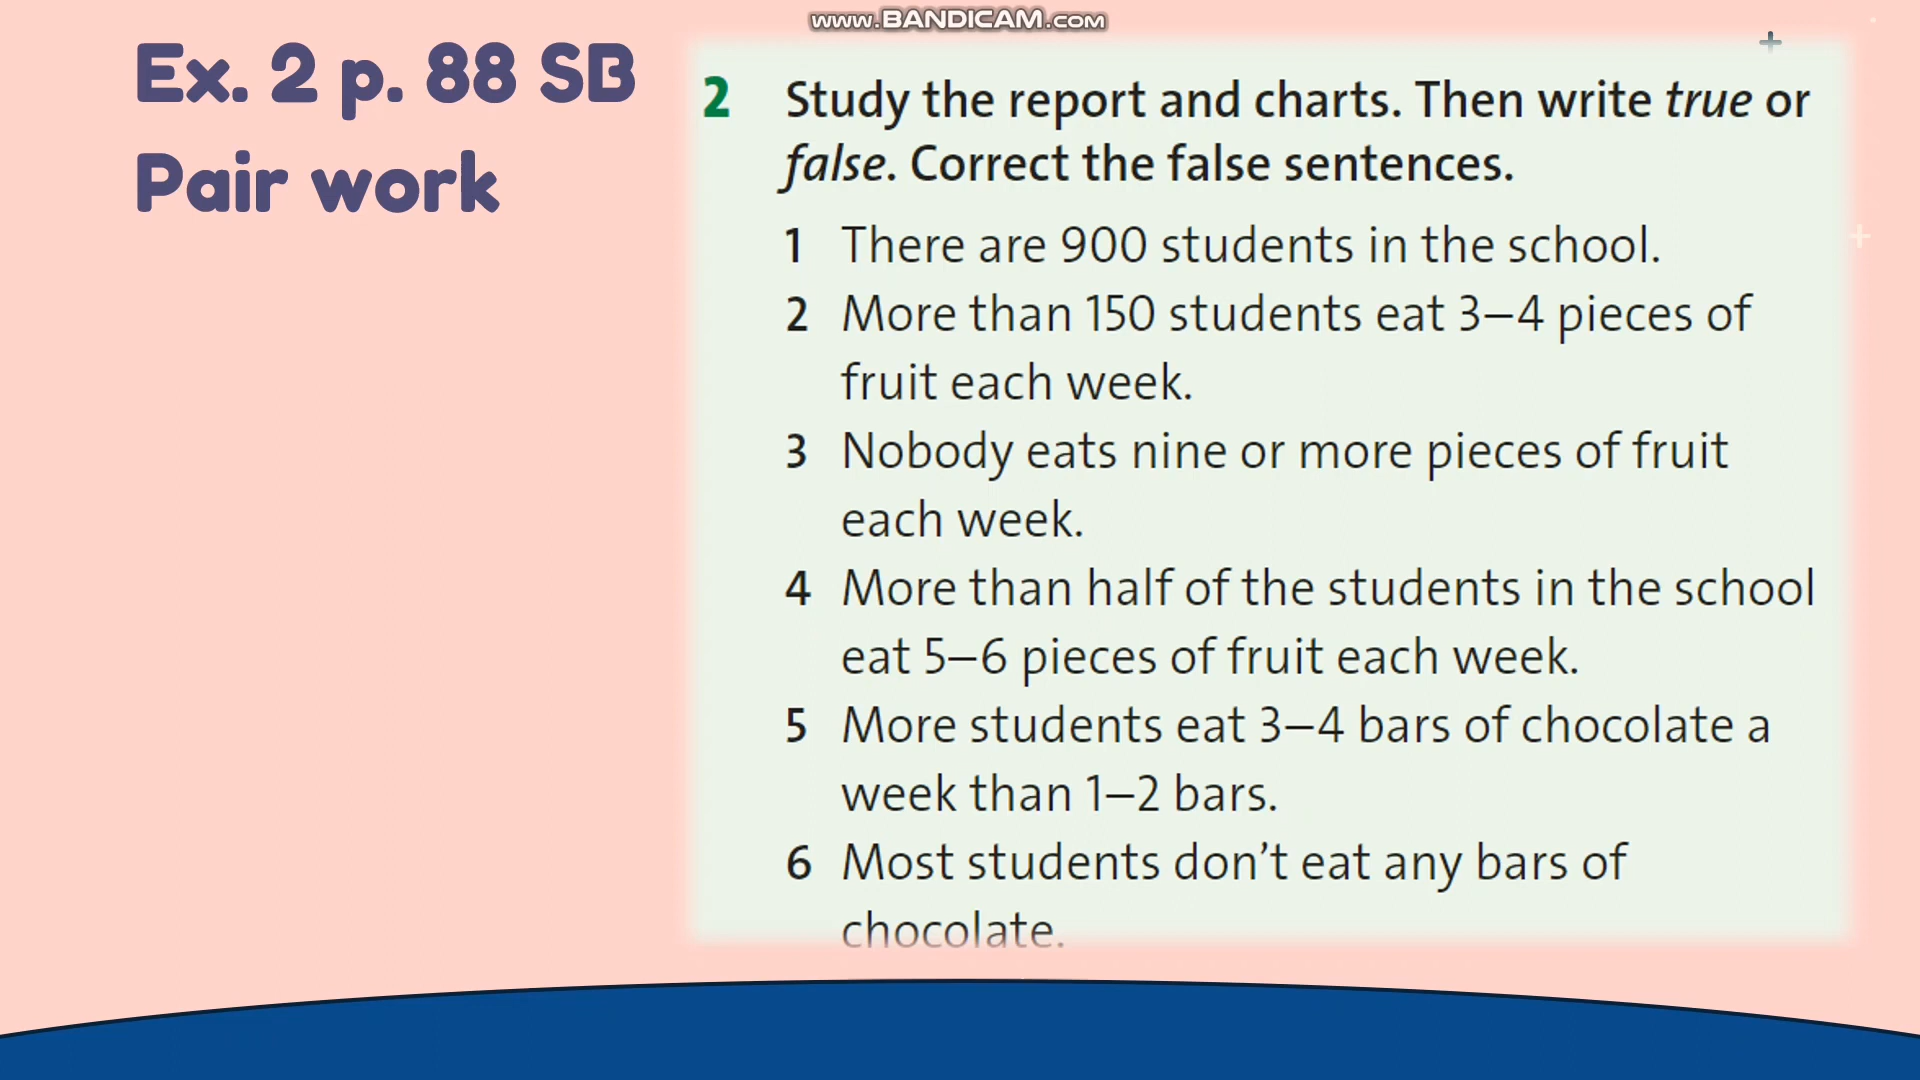 www.BANDICAM.com
Ex. 2 p. 88 SB
Pair work
2 Study the report and charts. Then write true or
false. Correct the false sentences.
1 There are 900 students in the school.
2 More than 150 students eat 3–4 pieces of
fruit each week.
3 Nobody eats nine or more pieces of fruit
each week.
4 More than half of the students in the school
eat 5–6 pieces of fruit each week.
5 More students eat 3–4 bars of chocolate a
week than 1–2 bars.
6 Most students don’t eat any bars of
chocolate.